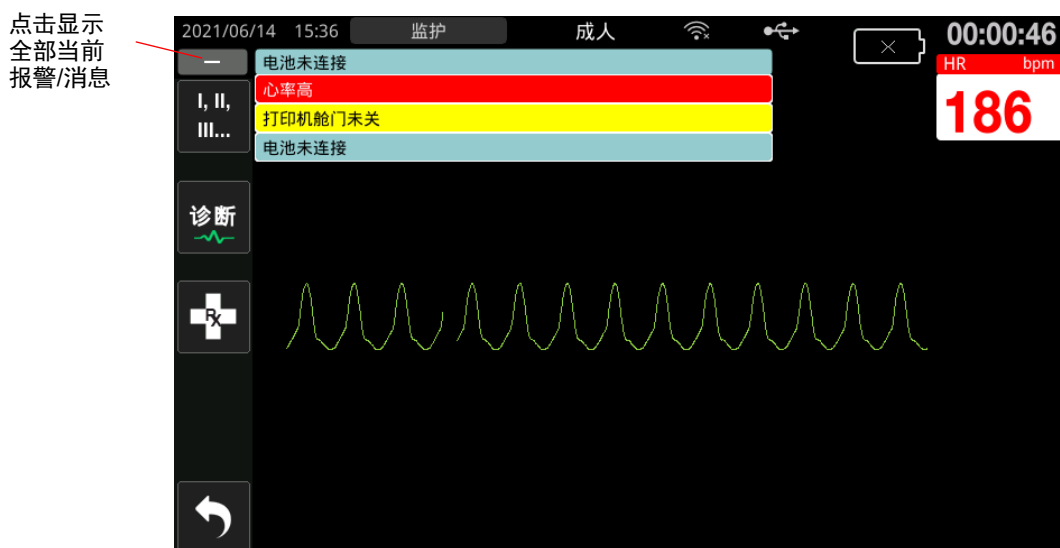 点击显示
全部当前
报警/消息
2021/06/14 15:36 监护 成人 00:00:46
电池未连接
HR bpm
心率高
186
I, II,
III...
打印机舱门未关
电池未连接
诊断
Rx